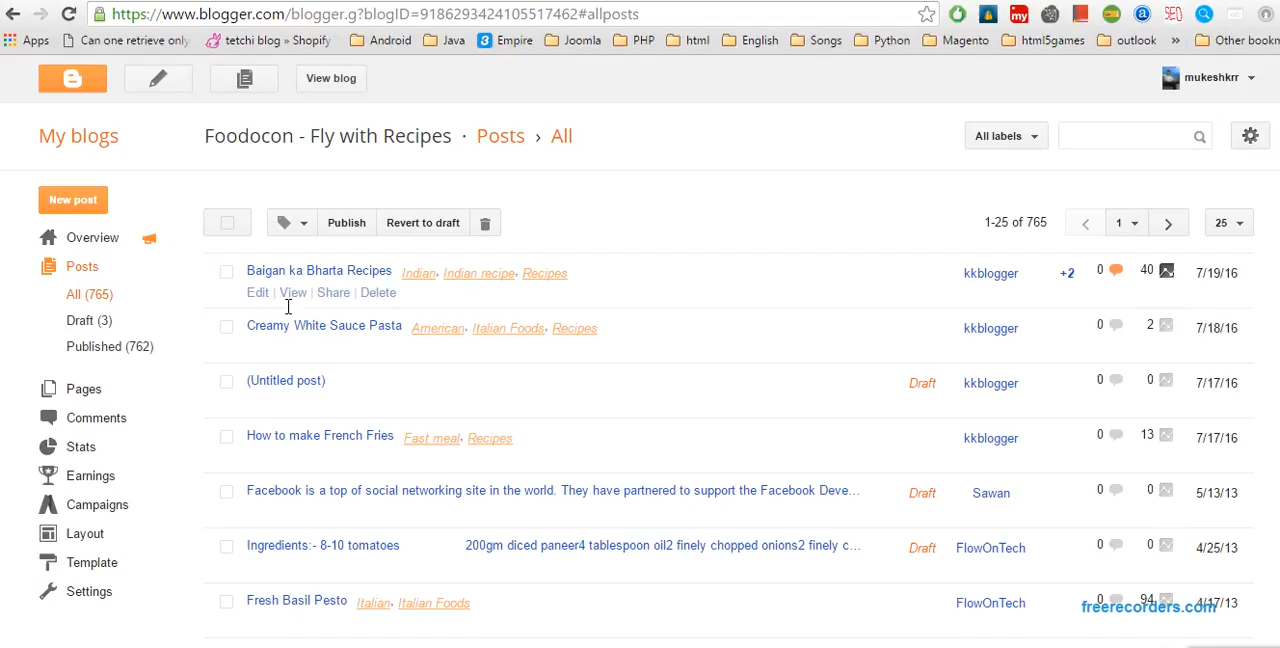 https://www.blogger.com/blogger.g?blogID=9186293424105517462#allposts
Apps Can one retrieve only tetchi blog » Shopify Android Java Empire Joomla PHP html English Songs Python Magento html5games outlook » Other bookm
View blog mukeshkrr
My blogs Foodocon - Fly with Recipes · Posts › All All labels
New post
Publish Revert to draft 1-25 of 765 1 25
Overview
Posts
All (765)
Draft (3)
Published (762)
Pages
Comments
Stats
Earnings
Campaigns
Layout
Template
Settings
Baigan ka Bharta Recipes Indian, Indian recipe, Recipes kkblogger +2 0 40 7/19/16
Edit | View | Share | Delete
Creamy White Sauce Pasta American, Italian Foods, Recipes kkblogger 0 2 7/18/16
(Untitled post) Draft kkblogger 0 0 7/17/16
How to make French Fries Fast meal, Recipes kkblogger 0 13 7/17/16
Facebook is a top of social networking site in the world. They have partnered to support the Facebook Deve... Draft Sawan 0 0 5/13/13
Ingredients:- 8-10 tomatoes 200gm diced paneer4 tablespoon oil2 finely chopped onions2 finely c... Draft FlowOnTech 0 0 4/25/13
Fresh Basil Pesto Italian, Italian Foods FlowOnTech 0 94 4/17/13
freerecorders.com